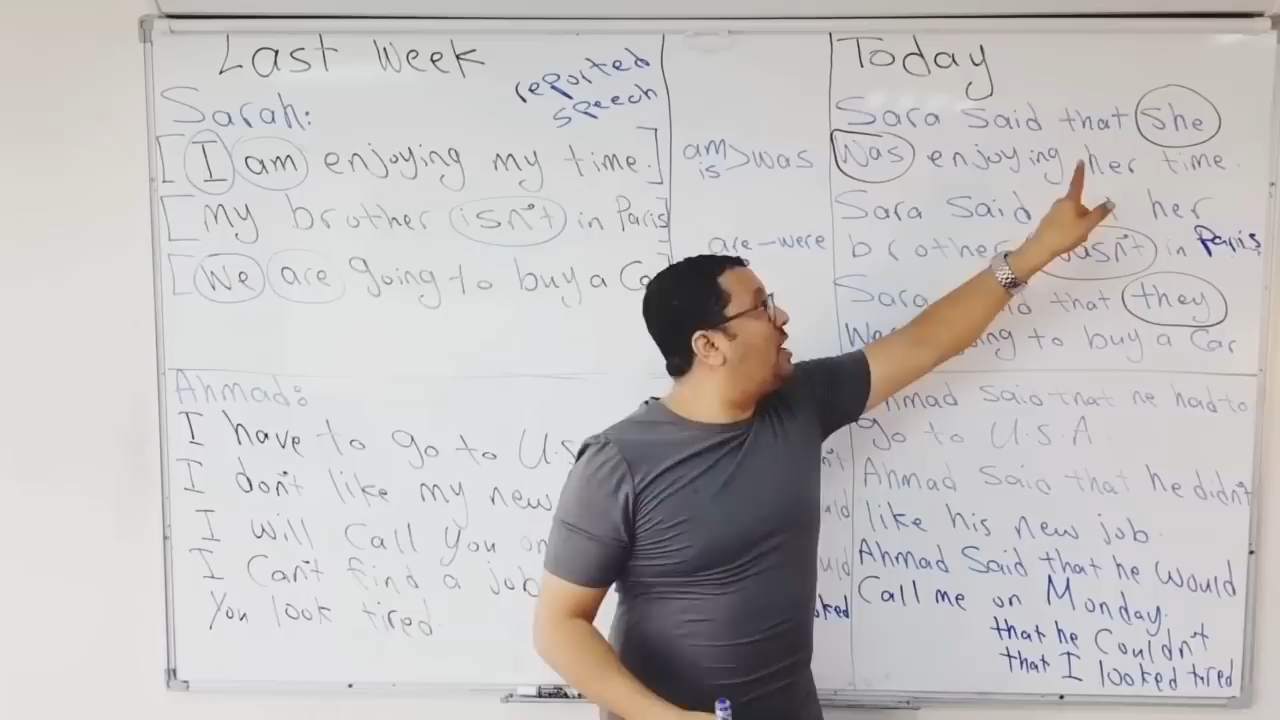 Last Week
reported
speech
Sarah:
[I am enjoying my time.]
[My brother isn't in Paris]
[We are going to buy a Ca
am
is > was
are - were
Today
Sara Said that she
Was enjoying her time.
Sara Said her
brother wasn't in Paris.
Sara that they
going to buy a Car
Ahmad:
I have to go to U.S
I don't like my new
I will Call you on
I Can't find a job
You look tired.
Ahmad Said that he had to
go to U.S.A.
Ahmad Said that he didn't
like his new job.
Ahmad Said that he would
Call me on Monday.
that he Couldn't
that I looked tired